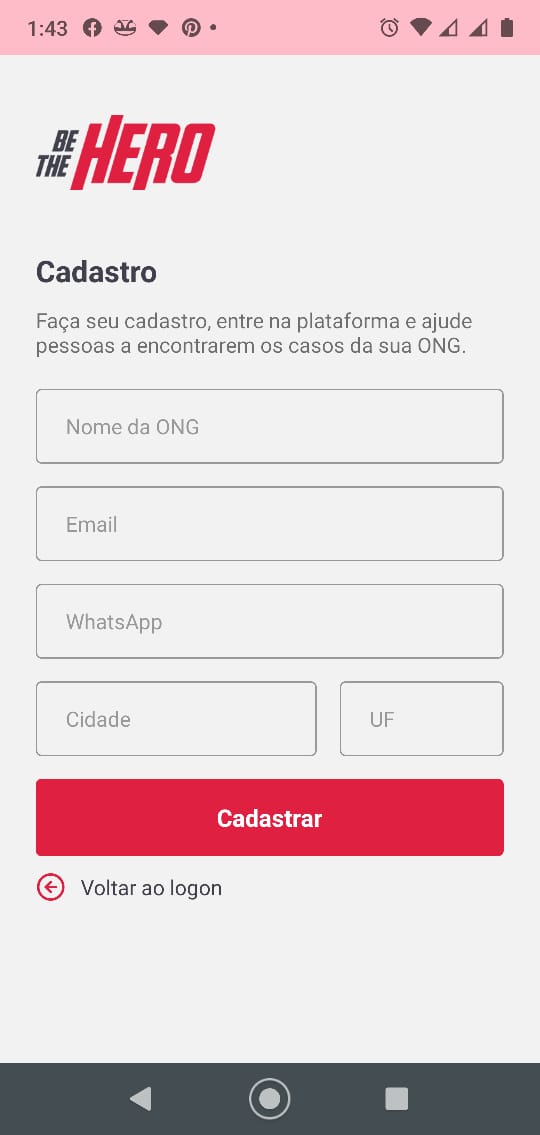 1:43
BE
THE HERO
Cadastro
Faça seu cadastro, entre na plataforma e ajude
pessoas a encontrarem os casos da sua ONG.
Nome da ONG
Email
WhatsApp
Cidade UF
Cadastrar
Voltar ao logon